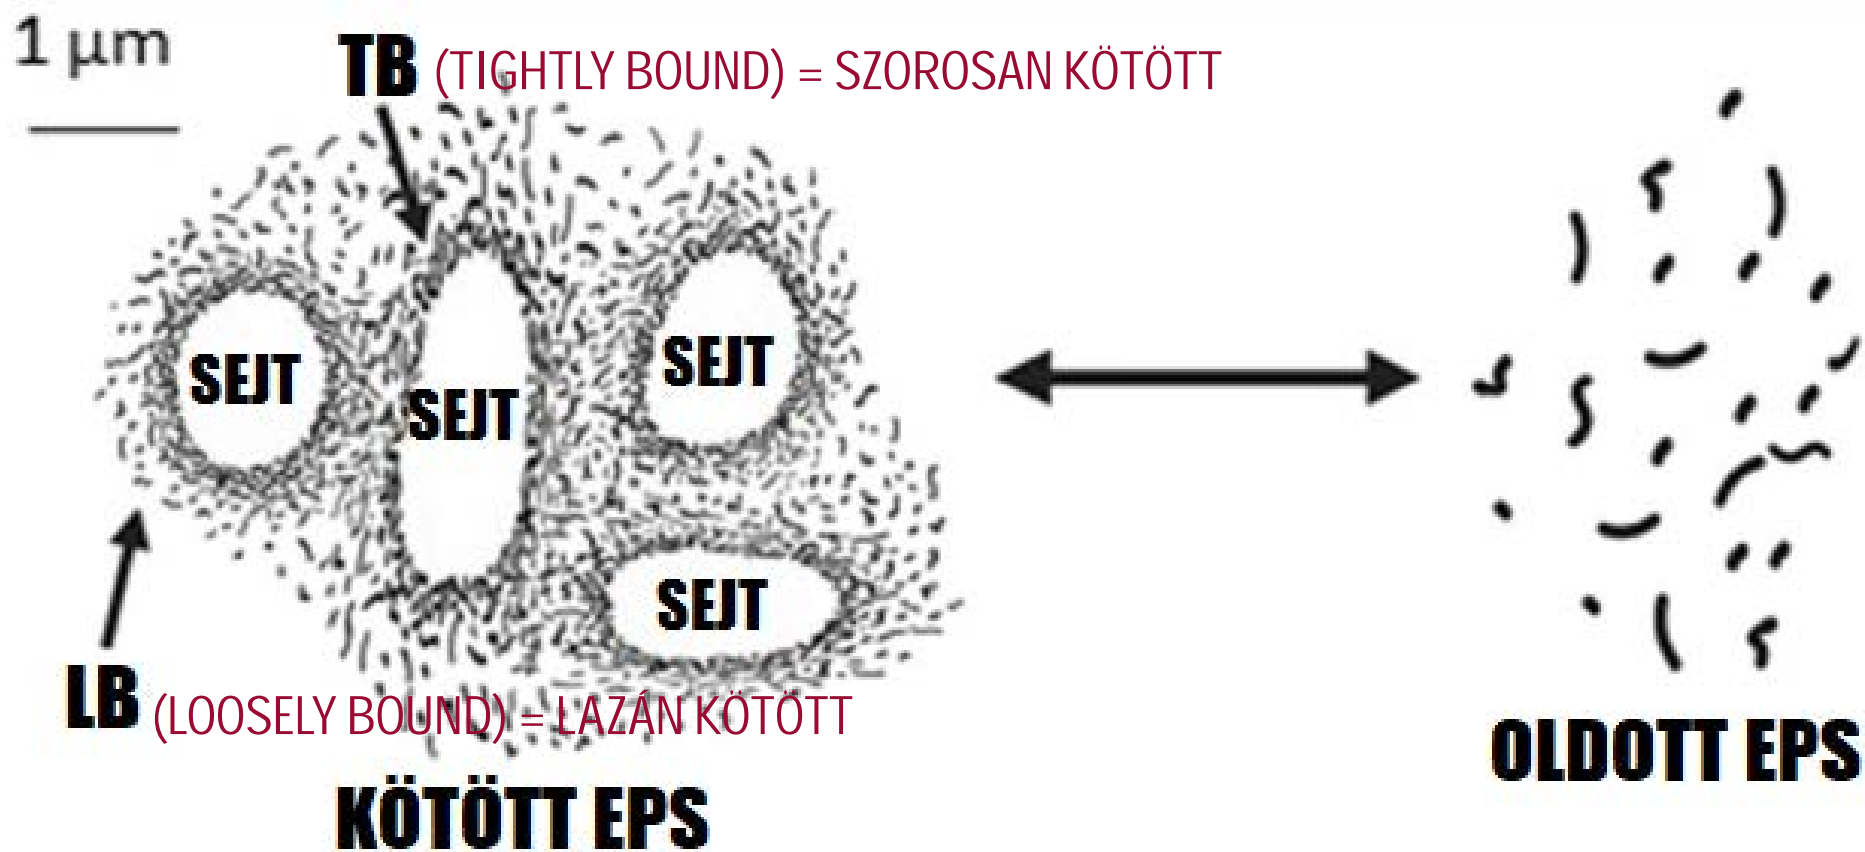 1 µm
TB (TIGHTLY BOUND) = SZOROSAN KÖTÖTT
SEJT
SEJT
SEJT
SEJT
LB (LOOSELY BOUND) = LAZÁN KÖTÖTT
KÖTÖTT EPS
OLDOTT EPS